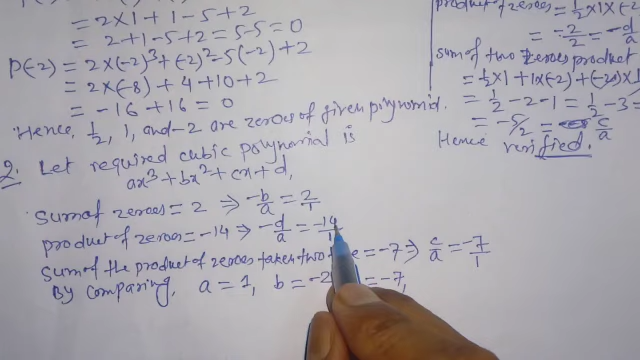 = 2×1 + 1-5+2
= 2+1-5+2 = 5-5 = 0
P(-2) = 2×(-2)³+(-2)²-5(-2)+2
= 2×(-8)+4+10+2
= -16+16 = 0
Hence, 1/2, 1, and -2 are zeroes of given polynomial.
product of zeroes = 1/2×1×(-2
= -2/2 = -d/a
sum of two zeroes product
= 1/2×1+1×(-2)+(-2)×1
= 1/2-2-1 = 1/2-3
= -5/2 = c/a
Hence verified.
2. Let required cubic polynomial is
ax³+bx²+cx+d,
Sum of zeroes = 2 ⇒ -b/a = 2/1
product of zeroes = -14 ⇒ -d/a = -14/1
Sum of the product of zeroes taken two = -7 ⇒ c/a = -7/1
By comparing, a = 1, b = -2 = -7,